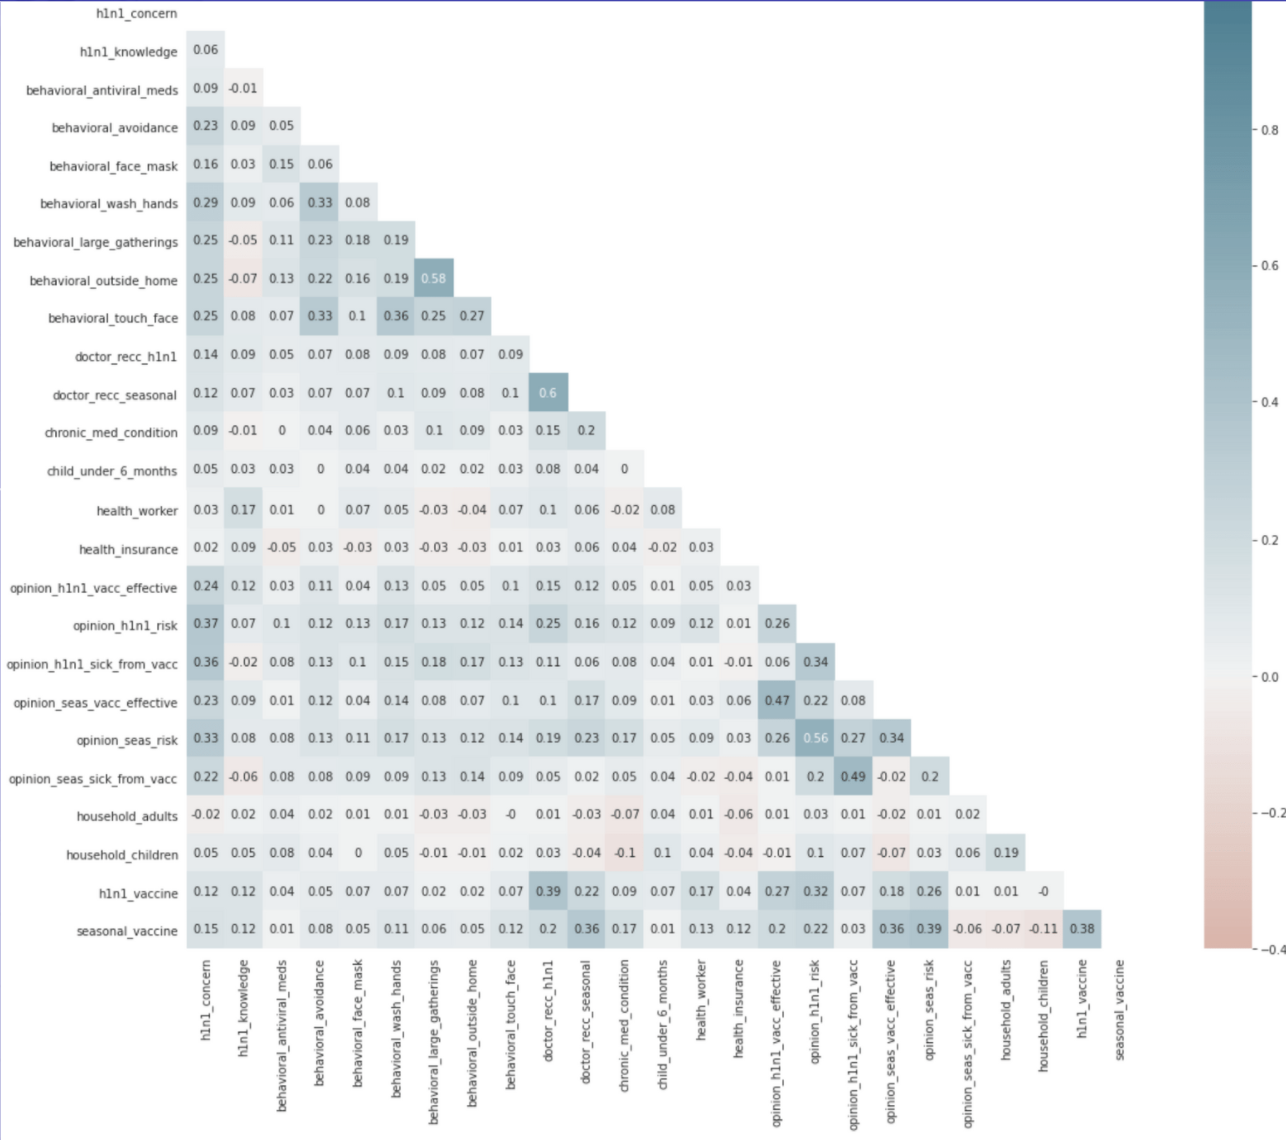 h1n1_concern
h1n1_knowledge 0.06
behavioral_antiviral_meds 0.09 -0.01
0.8
behavioral_avoidance 0.23 0.09 0.05
behavioral_face_mask 0.16 0.03 0.15 0.06
behavioral_wash_hands 0.29 0.09 0.06 0.33 0.08
behavioral_large_gatherings 0.25 -0.05 0.11 0.23 0.18 0.19
0.6
behavioral_outside_home 0.25 -0.07 0.13 0.22 0.16 0.19 0.58
behavioral_touch_face 0.25 0.08 0.07 0.33 0.1 0.36 0.25 0.27
doctor_recc_h1n1 0.14 0.09 0.05 0.07 0.08 0.09 0.08 0.07 0.09
doctor_recc_seasonal 0.12 0.07 0.03 0.07 0.07 0.1 0.09 0.08 0.1 0.6
0.4
chronic_med_condition 0.09 -0.01 0 0.04 0.06 0.03 0.1 0.09 0.03 0.15 0.2
child_under_6_months 0.05 0.03 0.03 0 0.04 0.04 0.02 0.02 0.03 0.08 0.04 0
health_worker 0.03 0.17 0.01 0 0.07 0.05 -0.03 -0.04 0.07 0.1 0.06 -0.02 0.08
0.2
health_insurance 0.02 0.09 -0.05 0.03 -0.03 0.03 -0.03 -0.03 0.01 0.03 0.06 0.04 -0.02 0.03
opinion_h1n1_vacc_effective 0.24 0.12 0.03 0.11 0.04 0.13 0.05 0.05 0.1 0.15 0.12 0.05 0.01 0.05 0.03
opinion_h1n1_risk 0.37 0.07 0.1 0.12 0.13 0.17 0.13 0.12 0.14 0.25 0.16 0.12 0.09 0.12 0.01 0.26
opinion_h1n1_sick_from_vacc 0.36 -0.02 0.08 0.13 0.1 0.15 0.18 0.17 0.13 0.11 0.06 0.08 0.04 0.01 -0.01 0.06 0.34
0.0
opinion_seas_vacc_effective 0.23 0.09 0.01 0.12 0.04 0.14 0.08 0.07 0.1 0.1 0.17 0.09 0.01 0.03 0.06 0.47 0.22 0.08
opinion_seas_risk 0.33 0.08 0.08 0.13 0.11 0.17 0.13 0.12 0.14 0.19 0.23 0.17 0.05 0.09 0.03 0.26 0.56 0.27 0.34
opinion_seas_sick_from_vacc 0.22 -0.06 0.08 0.08 0.09 0.09 0.13 0.14 0.09 0.05 0.02 0.05 0.04 -0.02 -0.04 0.01 0.2 0.49 -0.02 0.2
household_adults -0.02 0.02 0.04 0.02 0.01 0.01 -0.03 -0.03 -0 0.01 -0.03 -0.07 0.04 0.01 -0.06 0.01 0.03 0.01 -0.02 0.01 0.02
−0.2
household_children 0.05 0.05 0.08 0.04 0 0.05 -0.01 -0.01 0.02 0.03 -0.04 -0.1 0.1 0.04 -0.04 -0.01 0.1 0.07 -0.07 0.03 0.06 0.19
h1n1_vaccine 0.12 0.12 0.04 0.05 0.07 0.07 0.02 0.02 0.07 0.39 0.22 0.09 0.07 0.17 0.04 0.27 0.32 0.07 0.18 0.26 0.01 0.01 -0
seasonal_vaccine 0.15 0.12 0.01 0.08 0.05 0.11 0.06 0.05 0.12 0.2 0.36 0.17 0.01 0.13 0.12 0.2 0.22 0.03 0.36 0.39 -0.06 -0.07 -0.11 0.38
−0.4
h1n1_concern
h1n1_knowledge
behavioral_antiviral_meds
behavioral_avoidance
behavioral_face_mask
behavioral_wash_hands
behavioral_large_gatherings
behavioral_outside_home
behavioral_touch_face
doctor_recc_h1n1
doctor_recc_seasonal
chronic_med_condition
child_under_6_months
health_worker
health_insurance
opinion_h1n1_vacc_effective
opinion_h1n1_risk
opinion_h1n1_sick_from_vacc
opinion_seas_vacc_effective
opinion_seas_risk
opinion_seas_sick_from_vacc
household_adults
household_children
h1n1_vaccine
seasonal_vaccine